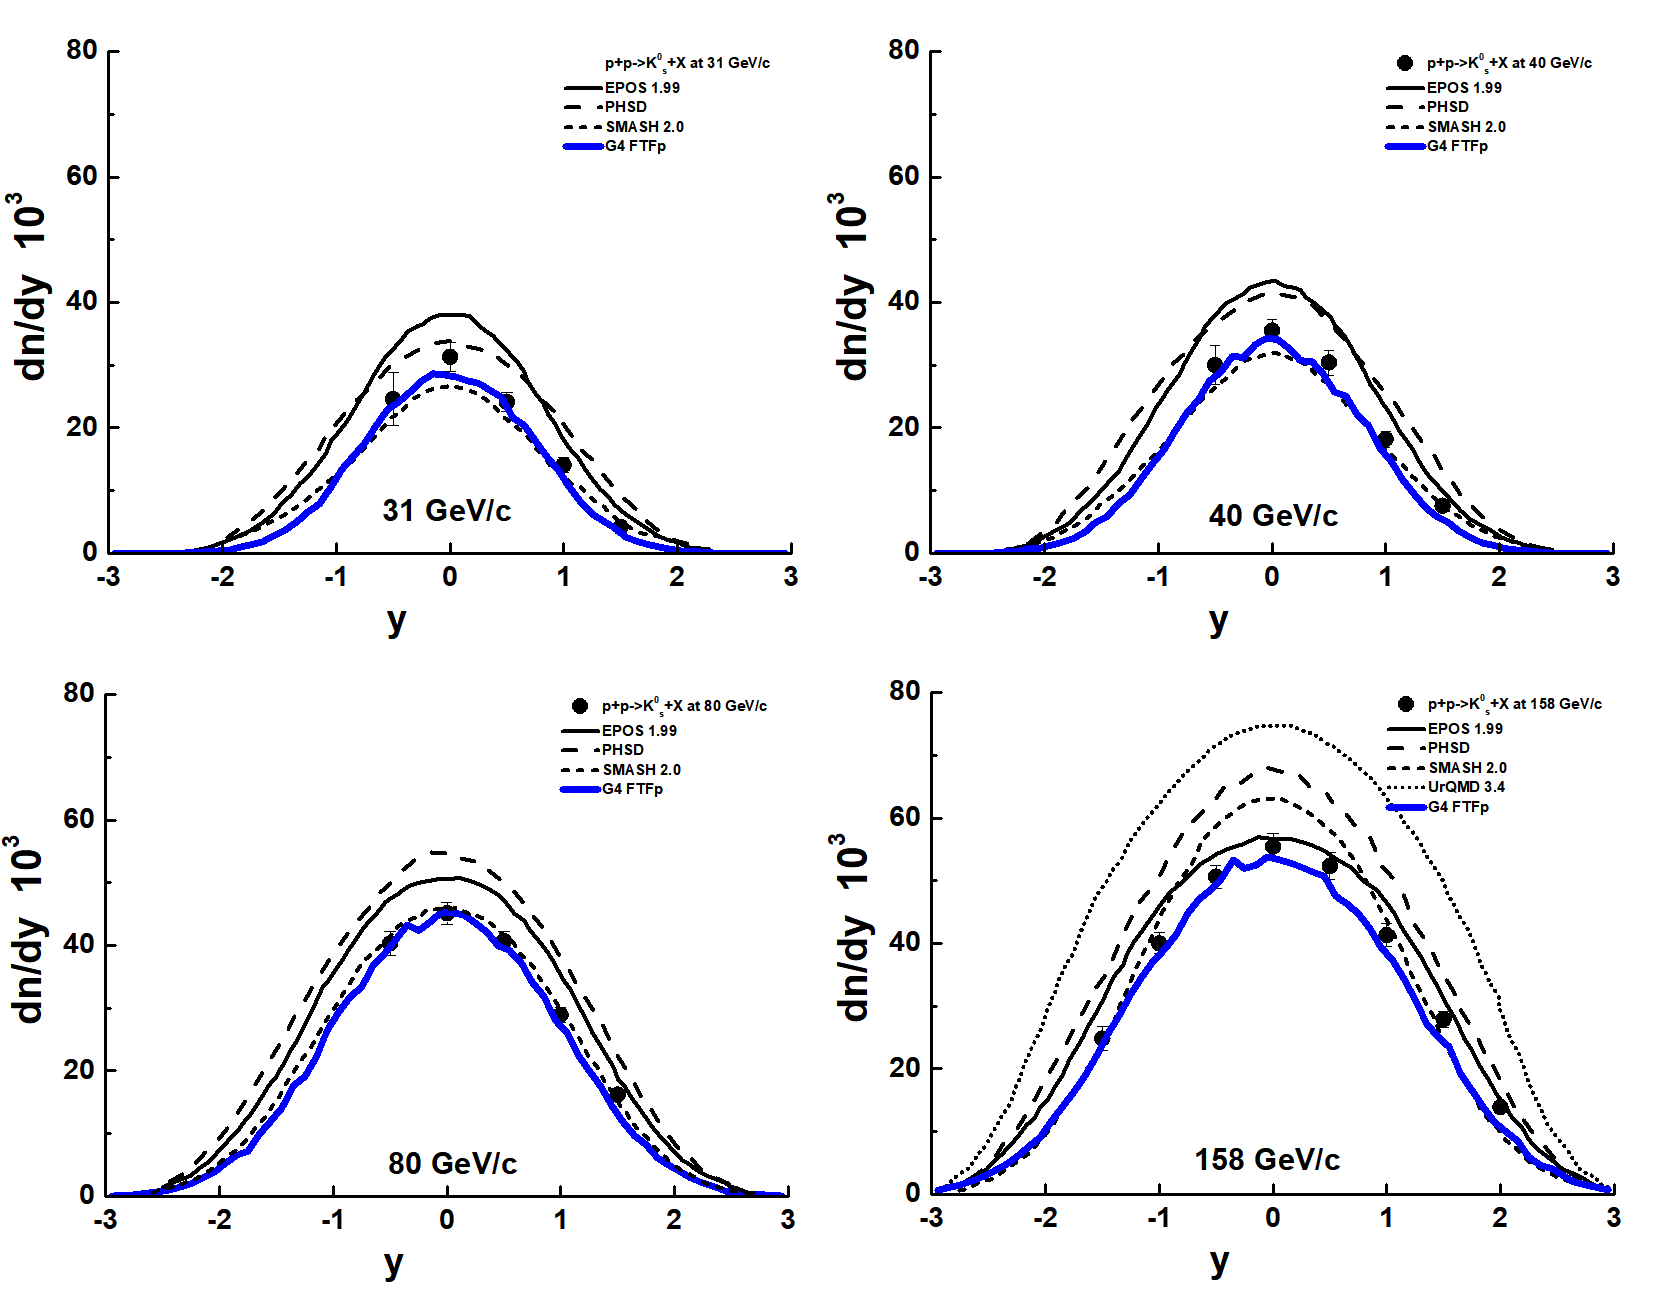 80
60
40
20
0
-3 -2 -1 0 1 2 3
dn/dy 10³
y
p+p->K⁰ₛ+X at 31 GeV/c
EPOS 1.99
PHSD
SMASH 2.0
G4 FTFp
31 GeV/c
80
60
40
20
0
-3 -2 -1 0 1 2 3
dn/dy 10³
y
p+p->K⁰ₛ+X at 40 GeV/c
EPOS 1.99
PHSD
SMASH 2.0
G4 FTFp
40 GeV/c
80
60
40
20
0
-3 -2 -1 0 1 2 3
dn/dy 10³
y
p+p->K⁰ₛ+X at 80 GeV/c
EPOS 1.99
PHSD
SMASH 2.0
G4 FTFp
80 GeV/c
80
60
40
20
0
-3 -2 -1 0 1 2 3
dn/dy 10³
y
p+p->K⁰ₛ+X at 158 GeV/c
EPOS 1.99
PHSD
SMASH 2.0
UrQMD 3.4
G4 FTFp
158 GeV/c